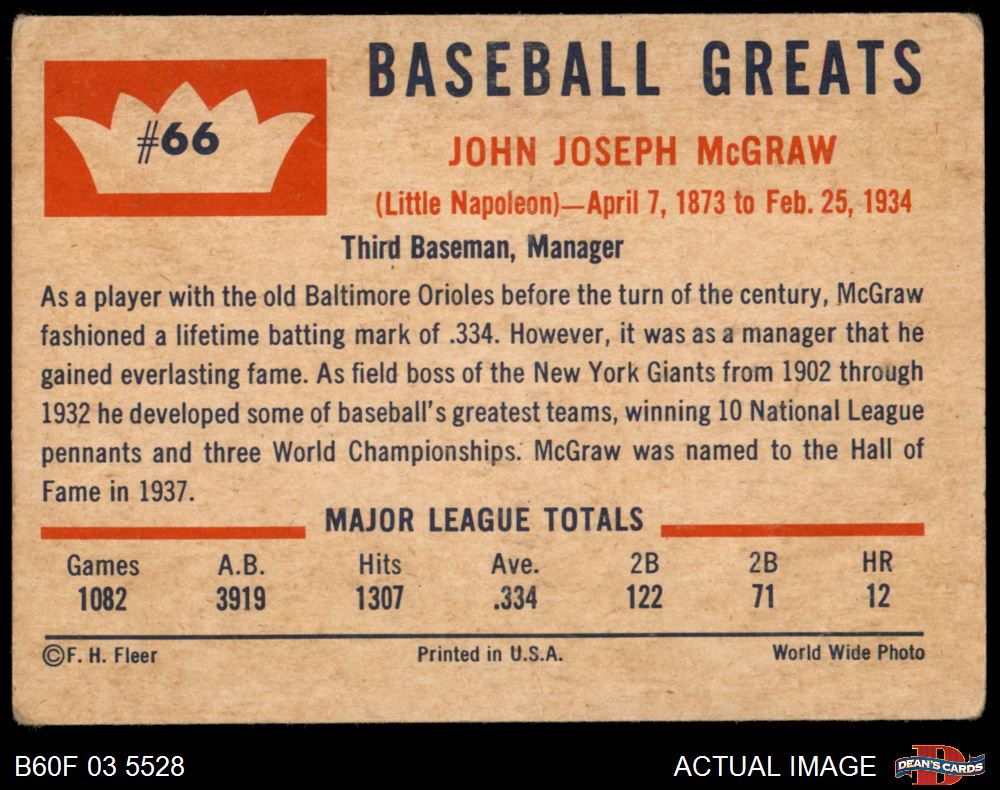 #66
BASEBALL GREATS
JOHN JOSEPH McGRAW
(Little Napoleon)—April 7, 1873 to Feb. 25, 1934
Third Baseman, Manager
As a player with the old Baltimore Orioles before the turn of the century, McGraw
fashioned a lifetime batting mark of .334. However, it was as a manager that he
gained everlasting fame. As field boss of the New York Giants from 1902 through
1932 he developed some of baseball's greatest teams, winning 10 National League
pennants and three World Championships. McGraw was named to the Hall of
Fame in 1937.
MAJOR LEAGUE TOTALS
Games A.B. Hits Ave. 2B 2B HR
1082 3919 1307 .334 122 71 12
©F. H. Fleer Printed in U.S.A. World Wide Photo
B60F 03 5528 ACTUAL IMAGE D DEAN'S CARDS